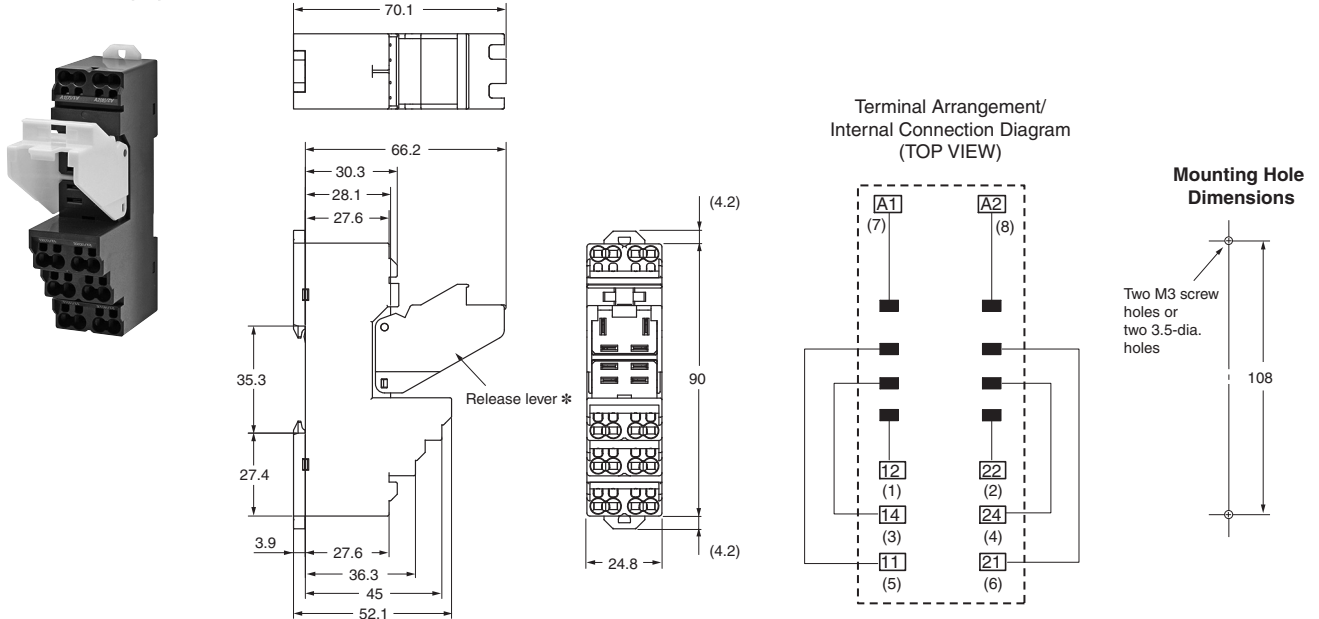 70.1
66.2
30.3
28.1
27.6
35.3
27.4
3.9
27.6
36.3
45
52.1
Release lever ✻
(4.2)
90
(4.2)
24.8
Terminal Arrangement/
Internal Connection Diagram
(TOP VIEW)
A1
A2
(7)
(8)
12
22
(1)
(2)
14
24
(3)
(4)
11
21
(5)
(6)
Mounting Hole
Dimensions
Two M3 screw
holes or
two 3.5-dia.
holes
108